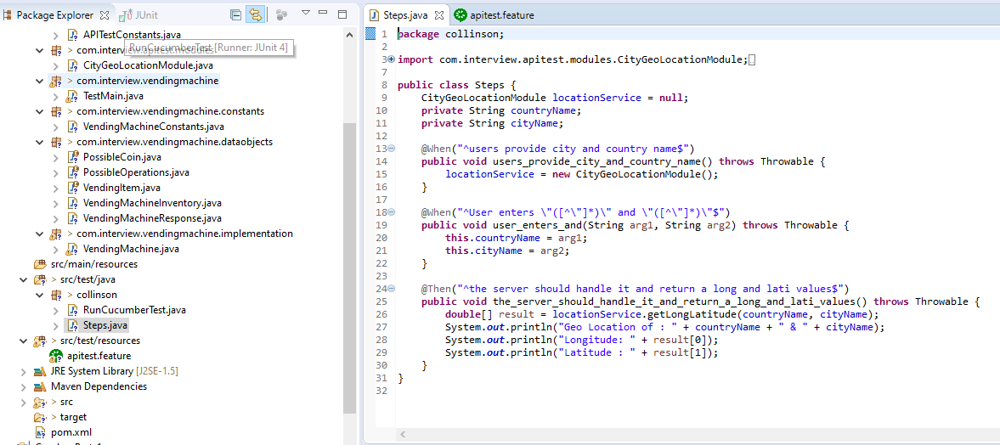 Package Explorer
JUnit
APITestConstants.java
RunCucumberTest [Runner: JUnit 4]
> com.interview.apitest.modules
CityGeoLocationModule.java
> com.interview.vendingmachine
TestMain.java
> com.interview.vendingmachine.constants
VendingMachineConstants.java
> com.interview.vendingmachine.dataobjects
PossibleCoin.java
PossibleOperations.java
VendingItem.java
VendingMachineInventory.java
VendingMachineResponse.java
> com.interview.vendingmachine.implementation
VendingMachine.java
src/main/resources
> src/test/java
> collinson
RunCucumberTest.java
Steps.java
> src/test/resources
apitest.feature
JRE System Library [J2SE-1.5]
Maven Dependencies
> src
> target
pom.xml
Steps.java
apitest.feature
1 package collinson;
2
3 import com.interview.apitest.modules.CityGeoLocationModule;
7
8 public class Steps {
9 CityGeoLocationModule locationService = null;
10 private String countryName;
11 private String cityName;
12
13 @When("^users provide city and country name$")
14 public void users_provide_city_and_country_name() throws Throwable {
15 locationService = new CityGeoLocationModule();
16 }
17
18 @When("^User enters \"([^\"]*)\" and \"([^\"]*)\"$")
19 public void user_enters_and(String arg1, String arg2) throws Throwable {
20 this.countryName = arg1;
21 this.cityName = arg2;
22 }
23
24 @Then("^the server should handle it and return a long and lati values$")
25 public void the_server_should_handle_it_and_return_a_long_and_lati_values() throws Throwable {
26 double[] result = locationService.getLongLatitude(countryName, cityName);
27 System.out.println("Geo Location of : " + countryName + " & " + cityName);
28 System.out.println("Longitude: " + result[0]);
29 System.out.println("Latitude : " + result[1]);
30 }
31 }
32